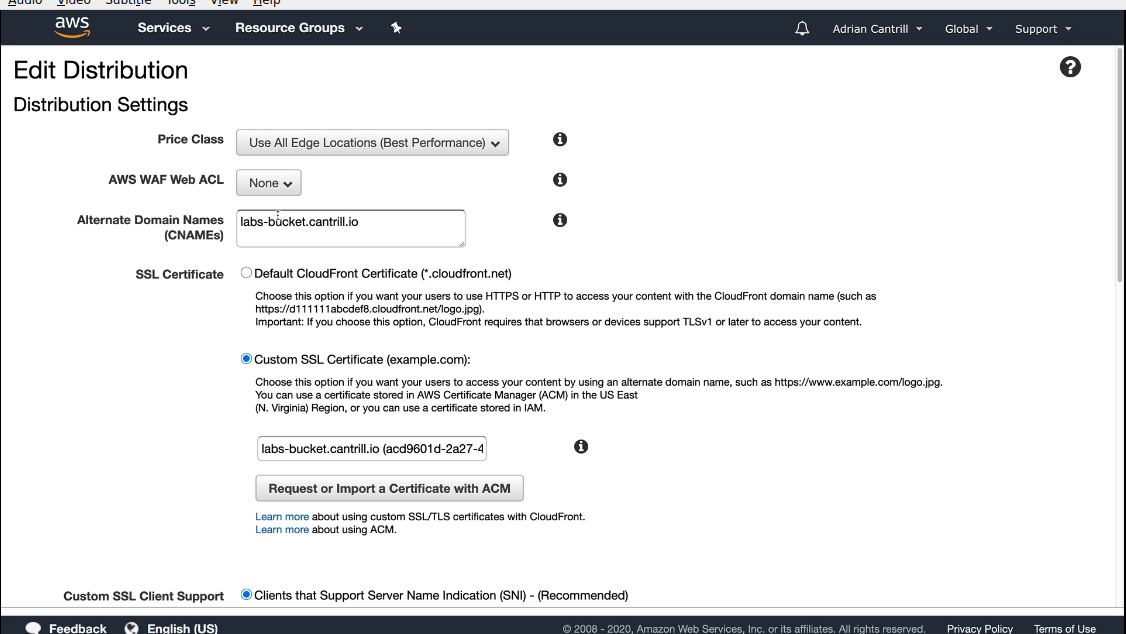 Audio Video Subtitle Tools View Help
aws Services Resource Groups Adrian Cantrill Global Support
Edit Distribution
?
Distribution Settings
Price Class Use All Edge Locations (Best Performance)
AWS WAF Web ACL None
Alternate Domain Names
(CNAMEs)
labs-bucket.cantrill.io
SSL Certificate Default CloudFront Certificate (*.cloudfront.net)
Choose this option if you want your users to use HTTPS or HTTP to access your content with the CloudFront domain name (such as
https://d111111abcdef8.cloudfront.net/logo.jpg).
Important: If you choose this option, CloudFront requires that browsers or devices support TLSv1 or later to access your content.
Custom SSL Certificate (example.com):
Choose this option if you want your users to access your content by using an alternate domain name, such as https://www.example.com/logo.jpg.
You can use a certificate stored in AWS Certificate Manager (ACM) in the US East
(N. Virginia) Region, or you can use a certificate stored in IAM.
labs-bucket.cantrill.io (acd9601d-2a27-4
Request or Import a Certificate with ACM
Learn more about using custom SSL/TLS certificates with CloudFront.
Learn more about using ACM.
Custom SSL Client Support Clients that Support Server Name Indication (SNI) - (Recommended)
Feedback English (US) © 2008 - 2020, Amazon Web Services, Inc. or its affiliates. All rights reserved. Privacy Policy Terms of Use